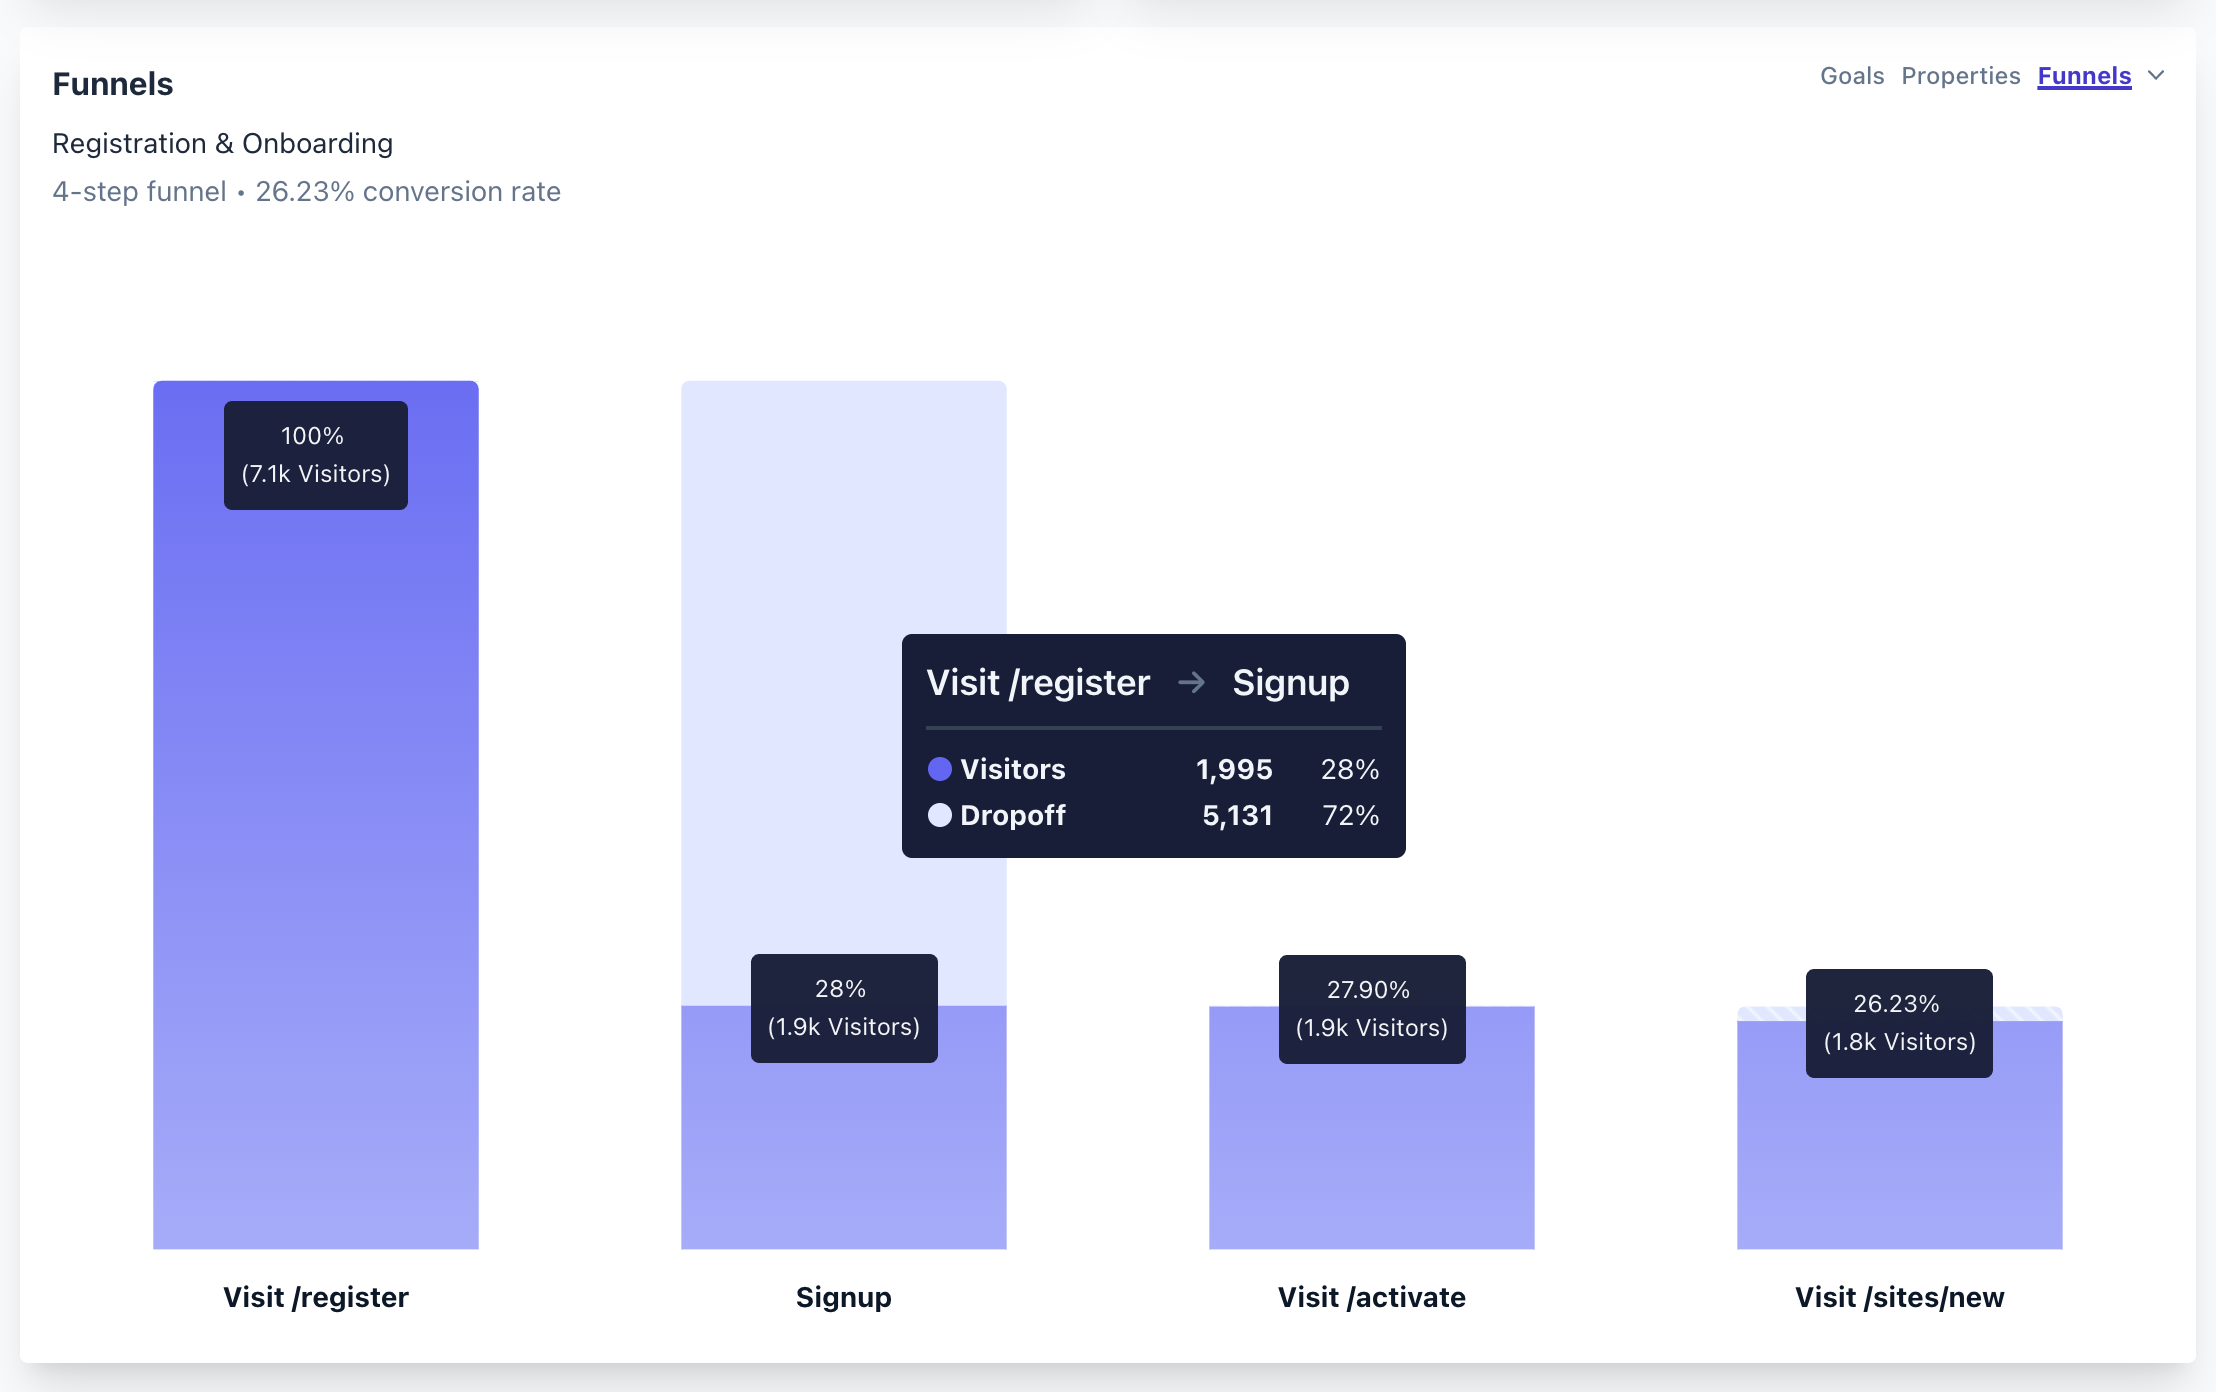 Funnels
Goals Properties Funnels
Registration & Onboarding
4-step funnel • 26.23% conversion rate
100%
(7.1k Visitors)
Visit /register → Signup
Visitors 1,995 28%
Dropoff 5,131 72%
28%
(1.9k Visitors)
27.90%
(1.9k Visitors)
26.23%
(1.8k Visitors)
Visit /register
Signup
Visit /activate
Visit /sites/new